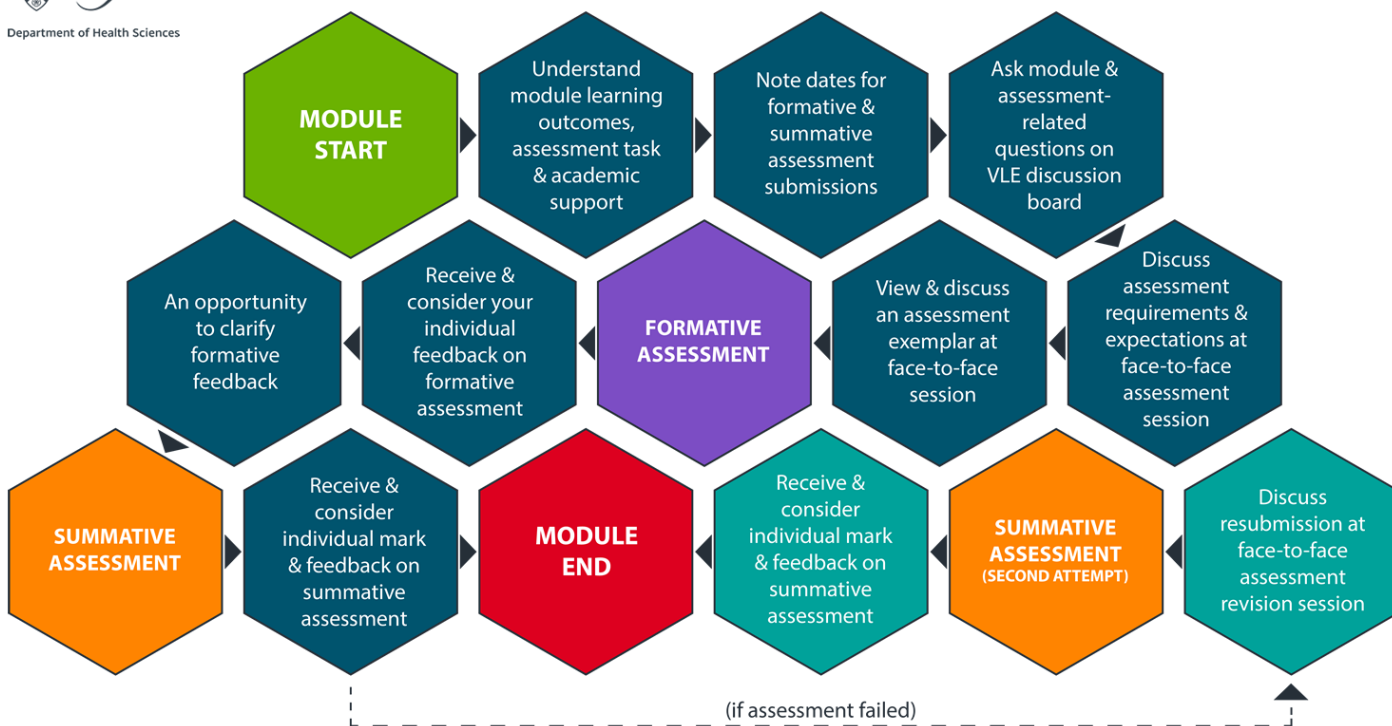 Department of Health Sciences
MODULE
START
Understand
module learning
outcomes,
assessment task
& academic
support
Note dates for
formative &
summative
assessment
submissions
Ask module &
assessment-
related
questions on
VLE discussion
board
Discuss
assessment
requirements &
expectations at
face-to-face
assessment
session
View & discuss
an assessment
exemplar at
face-to-face
session
FORMATIVE
ASSESSMENT
Receive &
consider your
individual
feedback on
formative
assessment
An opportunity
to clarify
formative
feedback
SUMMATIVE
ASSESSMENT
Receive &
consider
individual mark
& feedback on
summative
assessment
MODULE
END
Receive &
consider
individual mark
& feedback on
summative
assessment
SUMMATIVE
ASSESSMENT
(SECOND ATTEMPT)
Discuss
resubmission at
face-to-face
assessment
revision session
(if assessment failed)